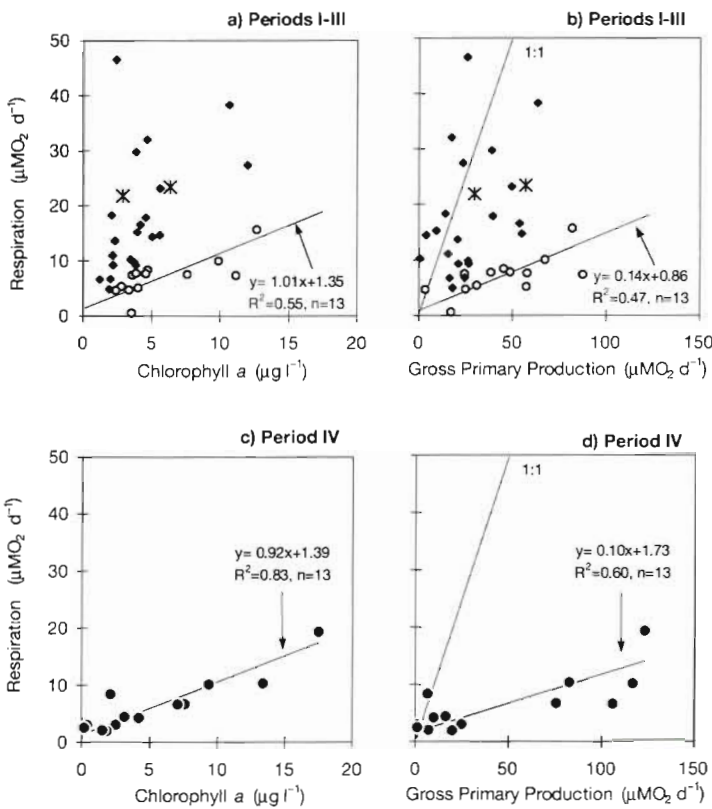 a) Periods I-III
b) Periods I-III
50
40
30
20
10
0
Respiration (µMO₂ d⁻¹)
y= 1.01x+1.35
R²=0.55, n=13
0 5 10 15 20
Chlorophyll a (µg l⁻¹)
1:1
y= 0.14x+0.86
R²=0.47, n=13
0 50 100 150
Gross Primary Production (µMO₂ d⁻¹)
c) Period IV
d) Period IV
50
40
30
20
10
0
Respiration (µMO₂ d⁻¹)
y= 0.92x+1.39
R²=0.83, n=13
0 5 10 15 20
Chlorophyll a (µg l⁻¹)
1:1
y= 0.10x+1.73
R²=0.60, n=13
0 50 100 150
Gross Primary Production (µMO₂ d⁻¹)